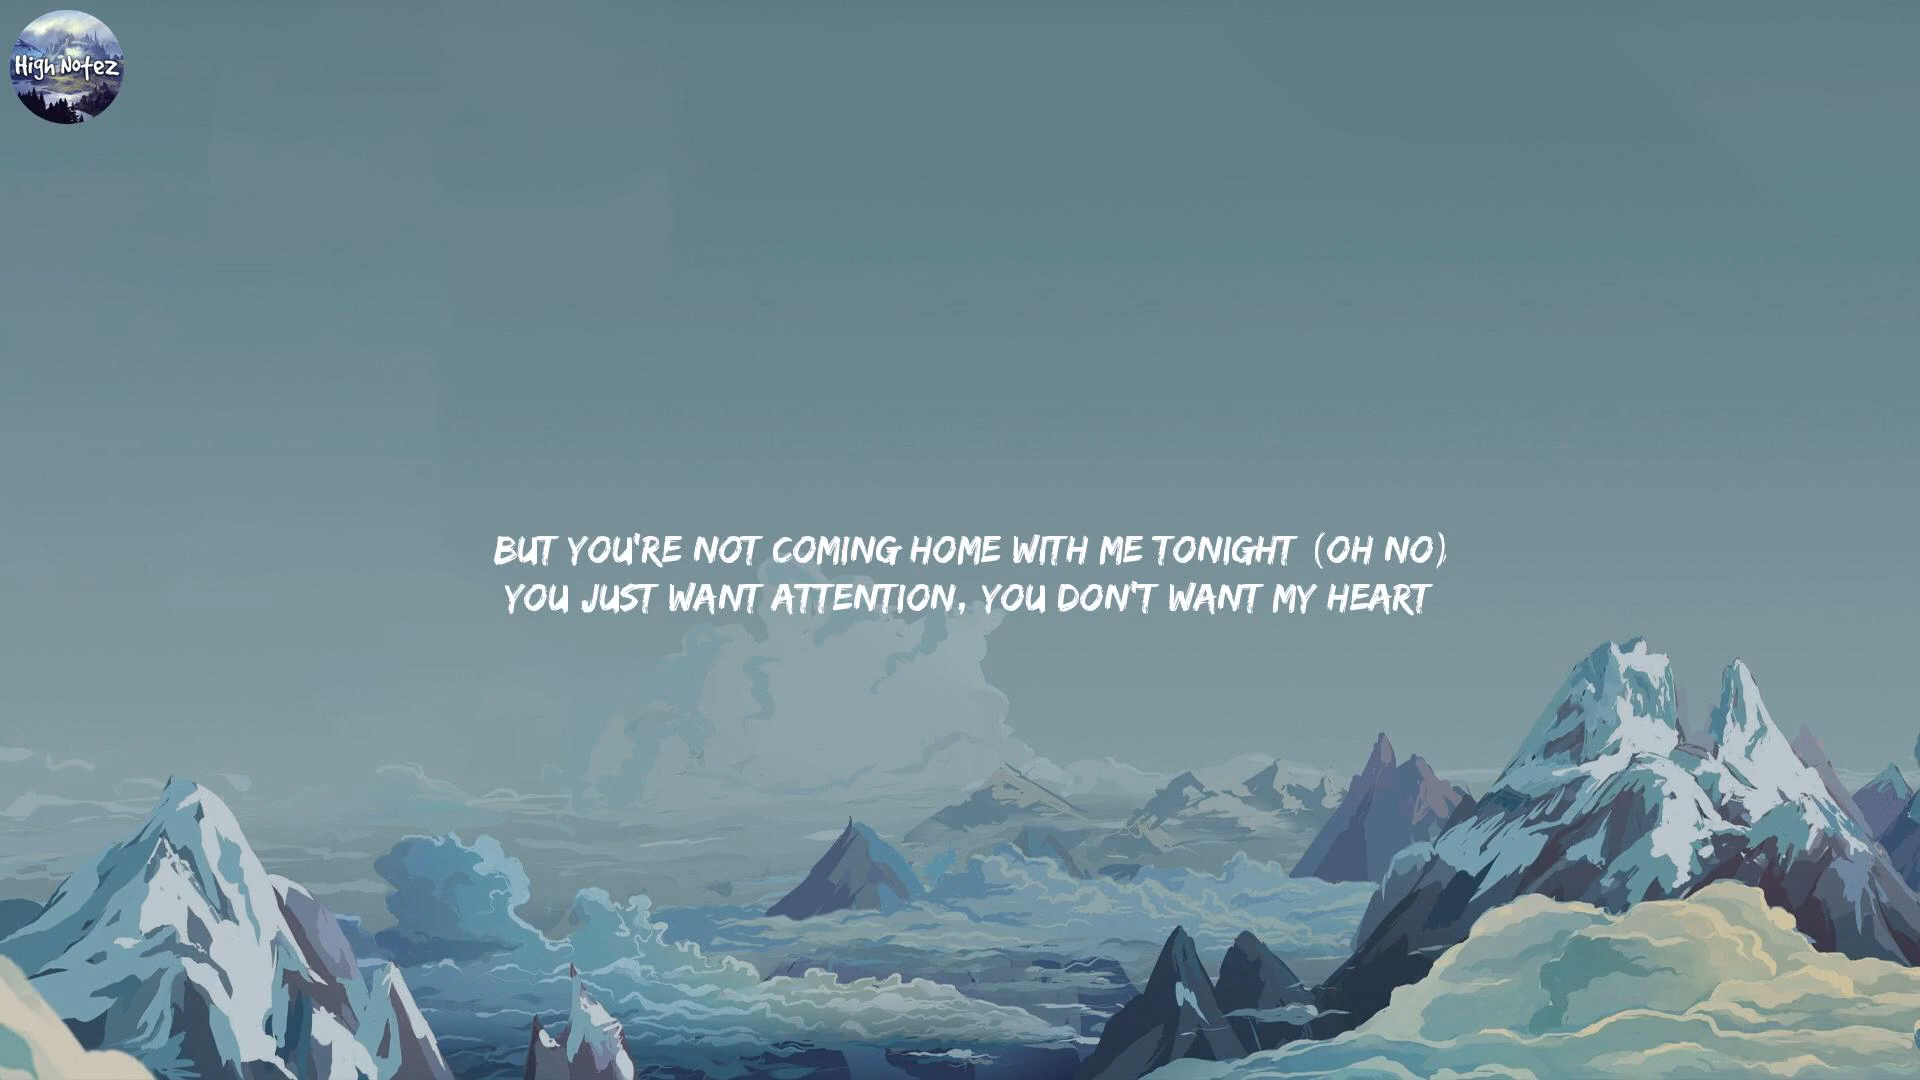 High Notez
BUT YOU'RE NOT COMING HOME WITH ME TONIGHT (OH NO)
YOU JUST WANT ATTENTION, YOU DON'T WANT MY HEART